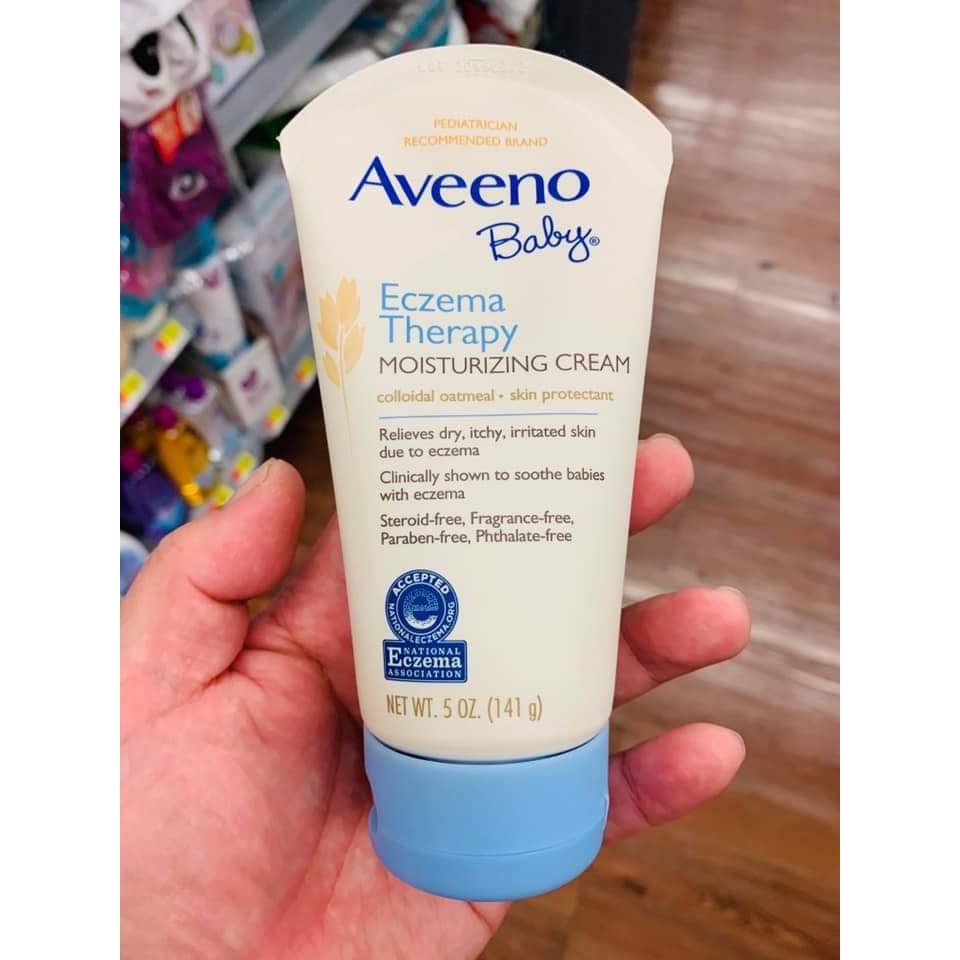 PEDIATRICIAN
RECOMMENDED BRAND
Aveeno
Baby®
Eczema
Therapy
MOISTURIZING CREAM
colloidal oatmeal • skin protectant
Relieves dry, itchy, irritated skin
due to eczema
Clinically shown to soothe babies
with eczema
Steroid-free, Fragrance-free,
Paraben-free, Phthalate-free
ACCEPTED
NATIONALECZEMA.ORG
NATIONAL
Eczema
ASSOCIATION
NET WT. 5 OZ. (141 g)